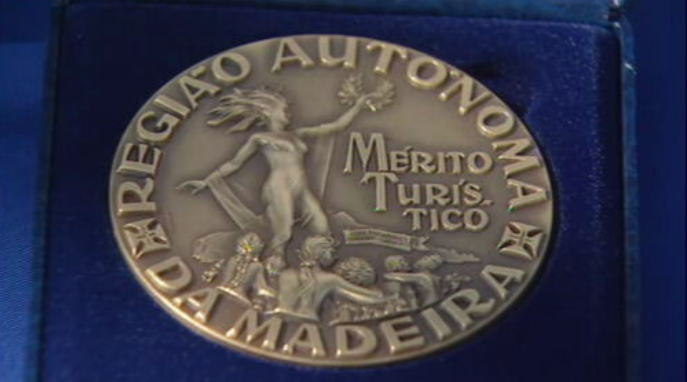 REGIÃO AUTÓNOMA
DA MADEIRA
MÉRITO
TURÍS-
TICO